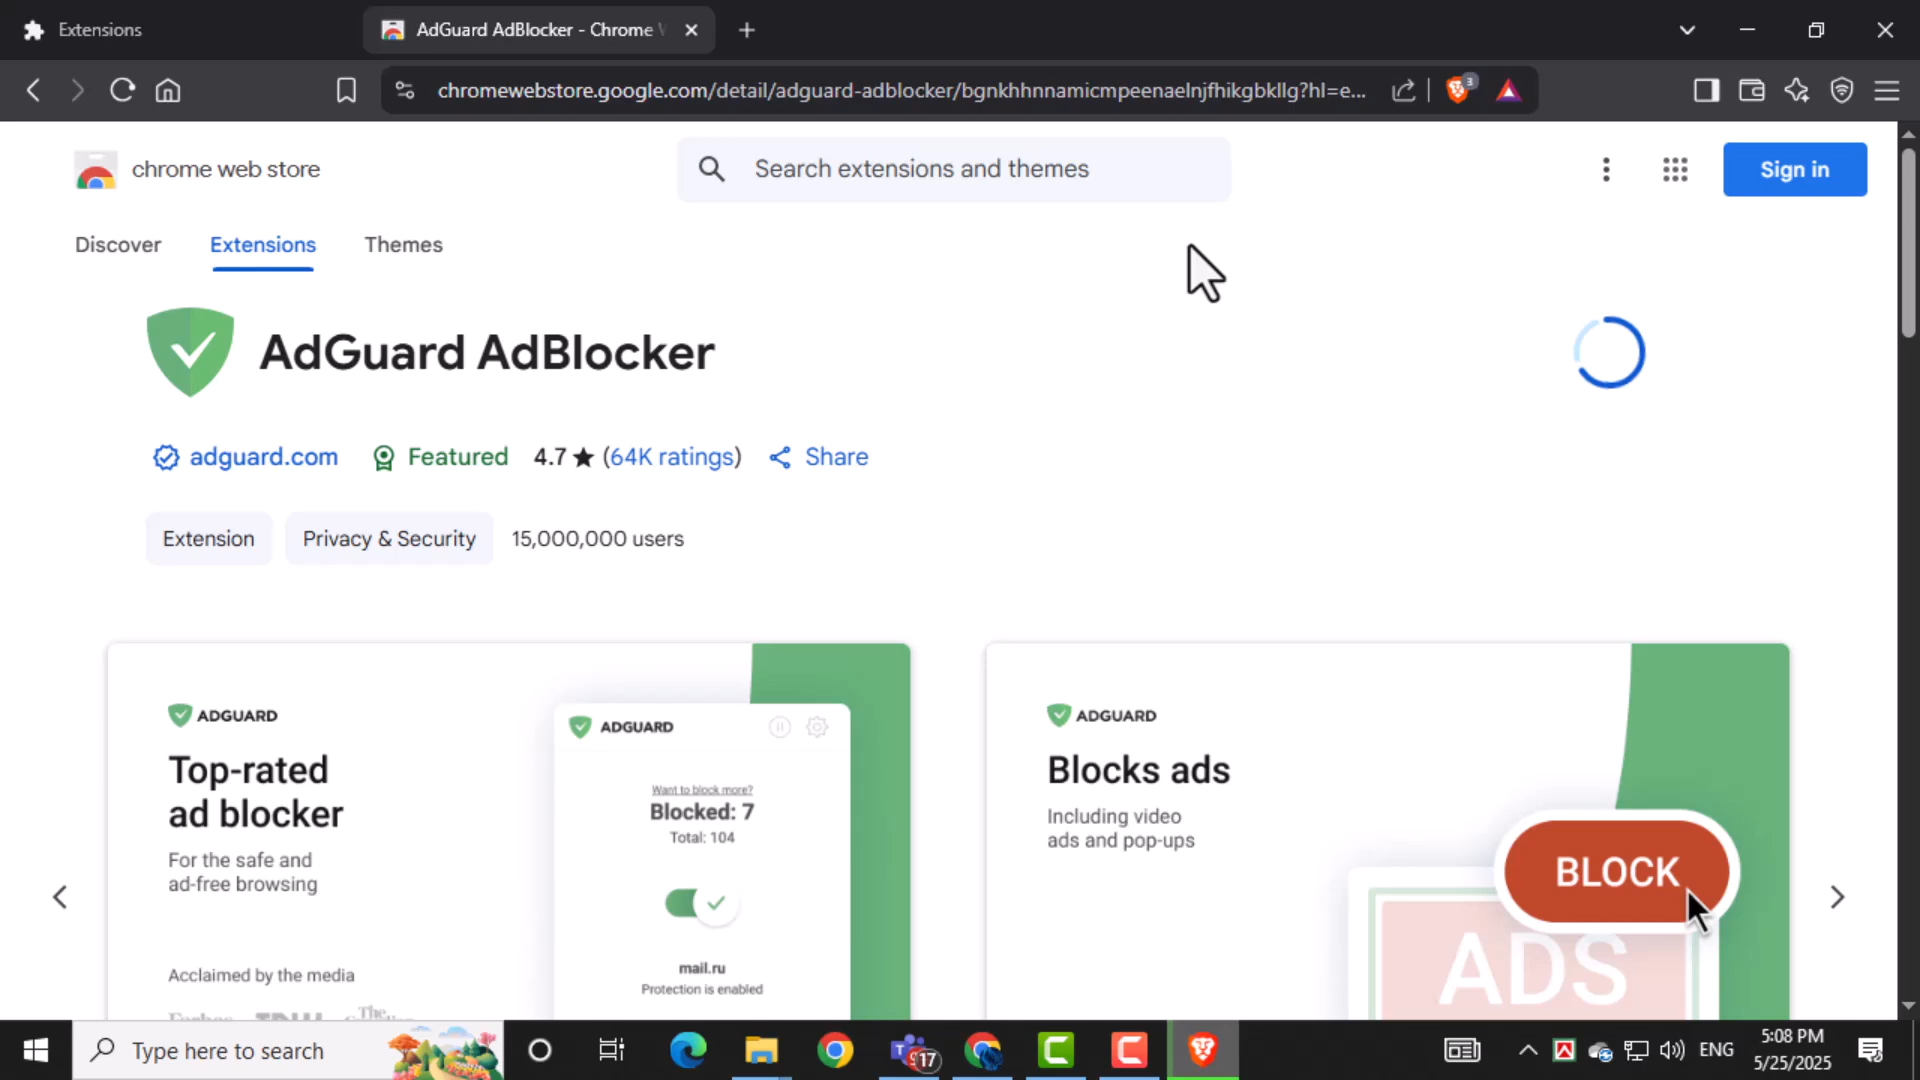 Extensions
AdGuard AdBlocker - Chrome
chromewebstore.google.com/detail/adguard-adblocker/bgnkhhnnamicmpeenaelnjfhikgbkllg?hl=e...
3
chrome web store
Search extensions and themes
Sign in
Discover
Extensions
Themes
AdGuard AdBlocker
adguard.com
Featured
4.7 ★ (64K ratings)
Share
Extension
Privacy & Security
15,000,000 users
ADGUARD
Top-rated
ad blocker
For the safe and
ad-free browsing
Acclaimed by the media
The
ADGUARD
Want to block more?
Blocked: 7
Total: 104
mail.ru
Protection is enabled
ADGUARD
Blocks ads
Including video
ads and pop-ups
BLOCK
ADS
Type here to search
17
ENG
5:08 PM
5/25/2025